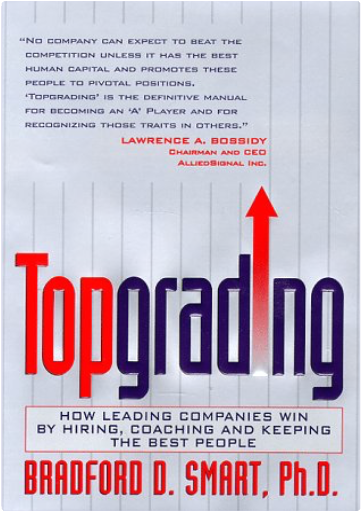 “NO COMPANY CAN EXPECT TO BEAT THE
COMPETITION UNLESS IT HAS THE BEST
HUMAN CAPITAL AND PROMOTES THESE
PEOPLE TO PIVOTAL POSITIONS.
‘TOPGRADING’ IS THE DEFINITIVE MANUAL
FOR BECOMING AN ‘A’ PLAYER AND FOR
RECOGNIZING THOSE TRAITS IN OTHERS.”
LAWRENCE A. BOSSIDY
CHAIRMAN AND CEO
ALLIEDSIGNAL INC.
Topgrading
HOW LEADING COMPANIES WIN
BY HIRING, COACHING AND KEEPING
THE BEST PEOPLE
BRADFORD D. SMART, Ph.D.